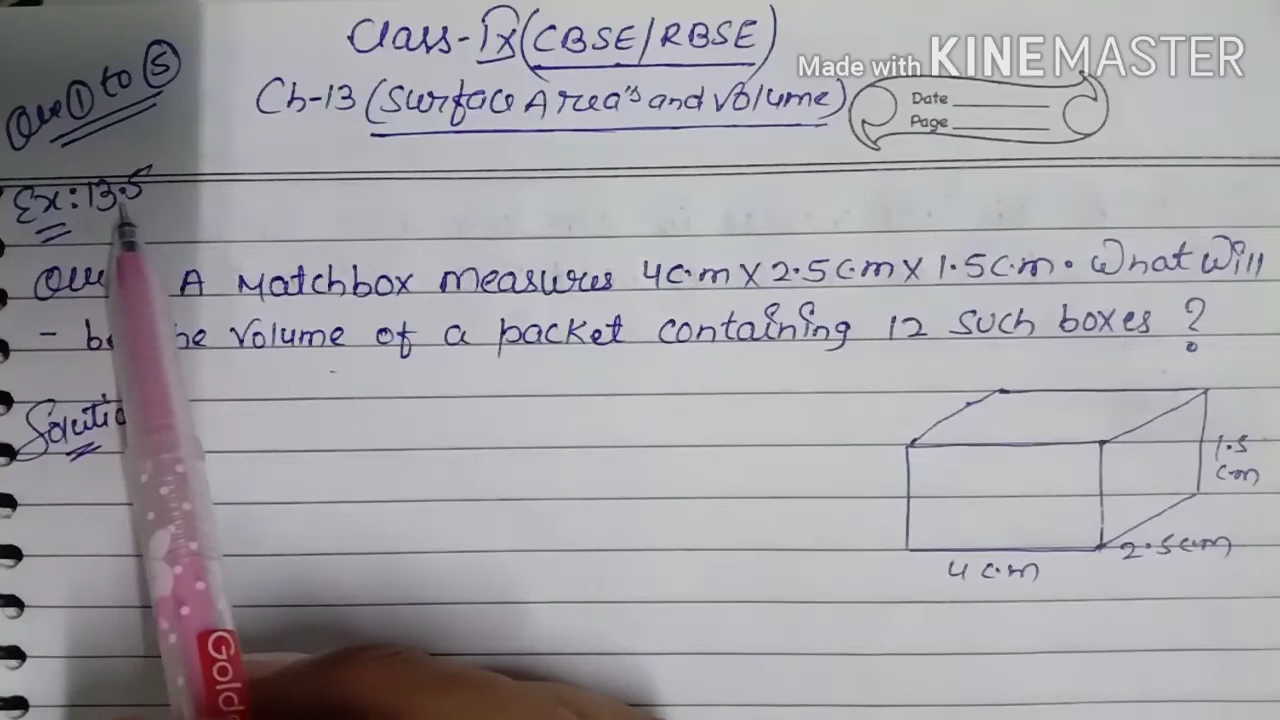 Class-IX (CBSE/RBSE)
Made with KINEMASTER
Que ① to ⑤
Ch-13 (Surface Area's and Volume)
Date
Page
Ex: 13.5
A Matchbox measures 4c.m x 2.5c.m x 1.5c.m. What will
- be the volume of a packet containing 12 such boxes ?
1.5
c.m
2.5c.m
4 c.m
Gold